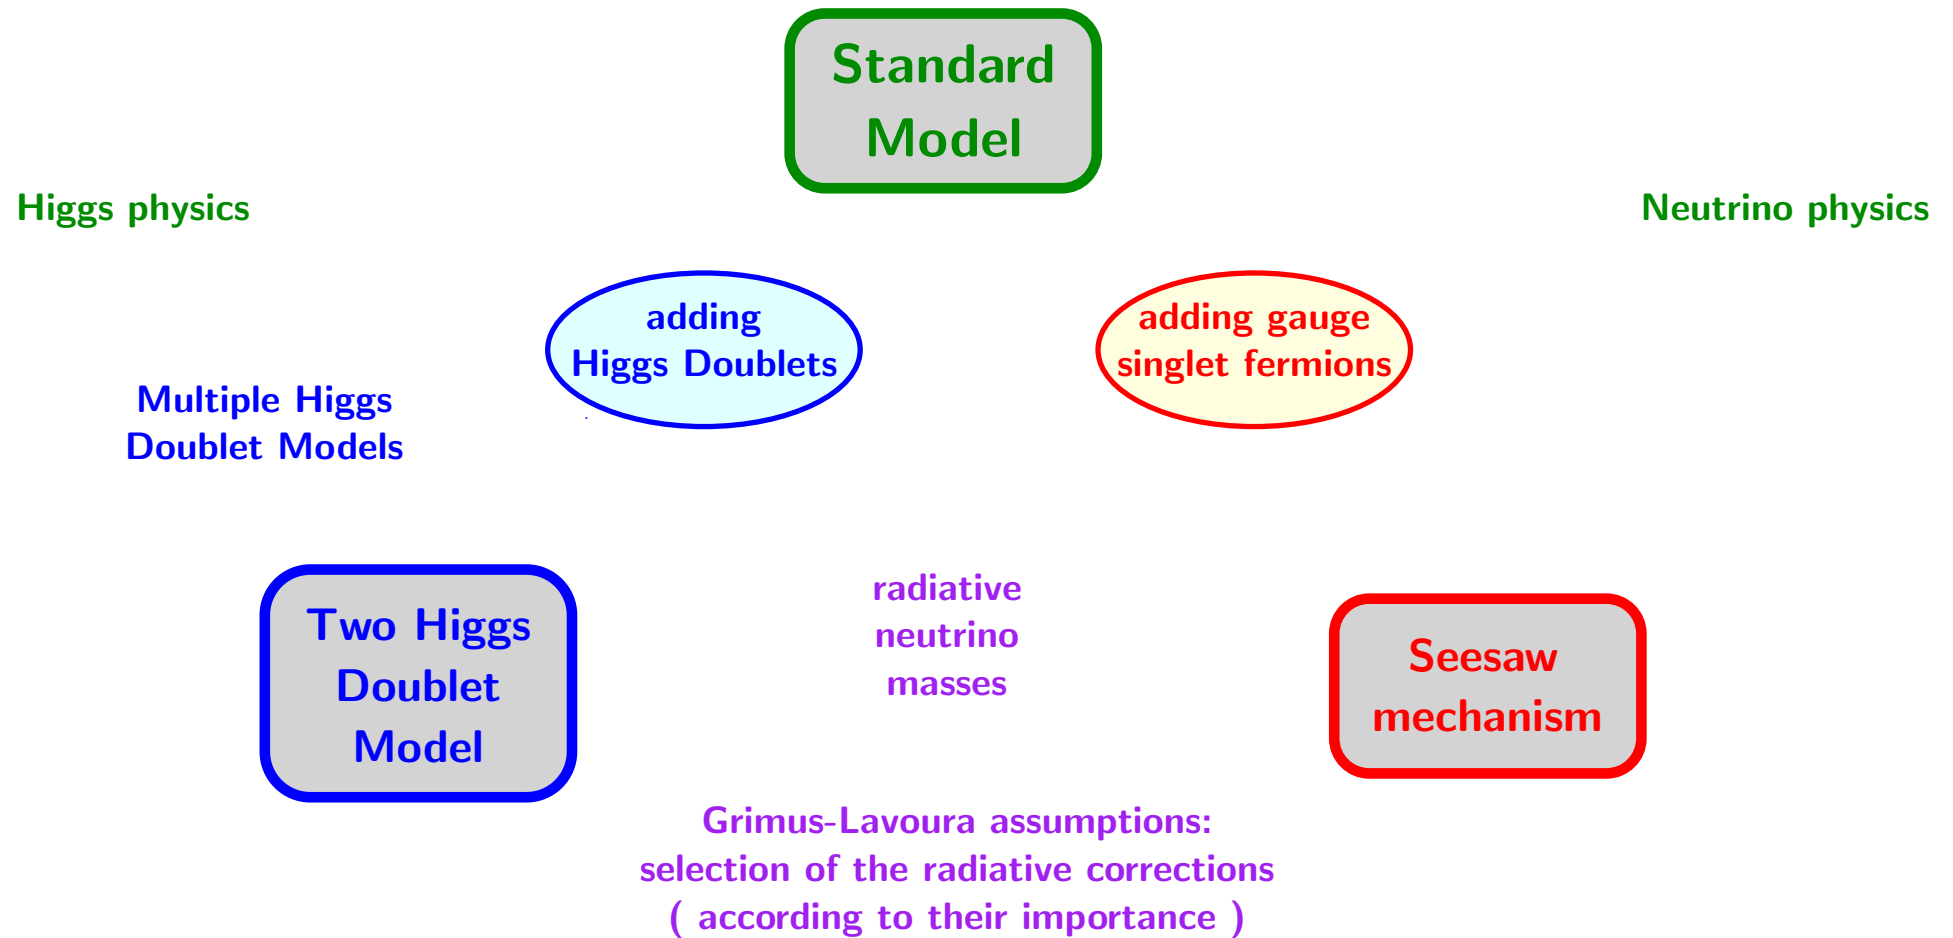 Standard
Model
Higgs physics
Neutrino physics
adding
Higgs Doublets
adding gauge
singlet fermions
Multiple Higgs
Doublet Models
Two Higgs
Doublet
Model
radiative
neutrino
masses
Seesaw
mechanism
Grimus-Lavoura assumptions:
selection of the radiative corrections
( according to their importance )